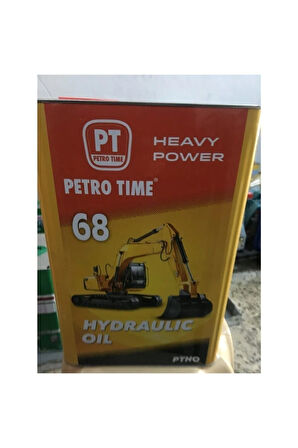 PT
PETRO TIME
HEAVY
POWER
PETRO TIME®
68
HYDRAULIC
OIL
PTHO